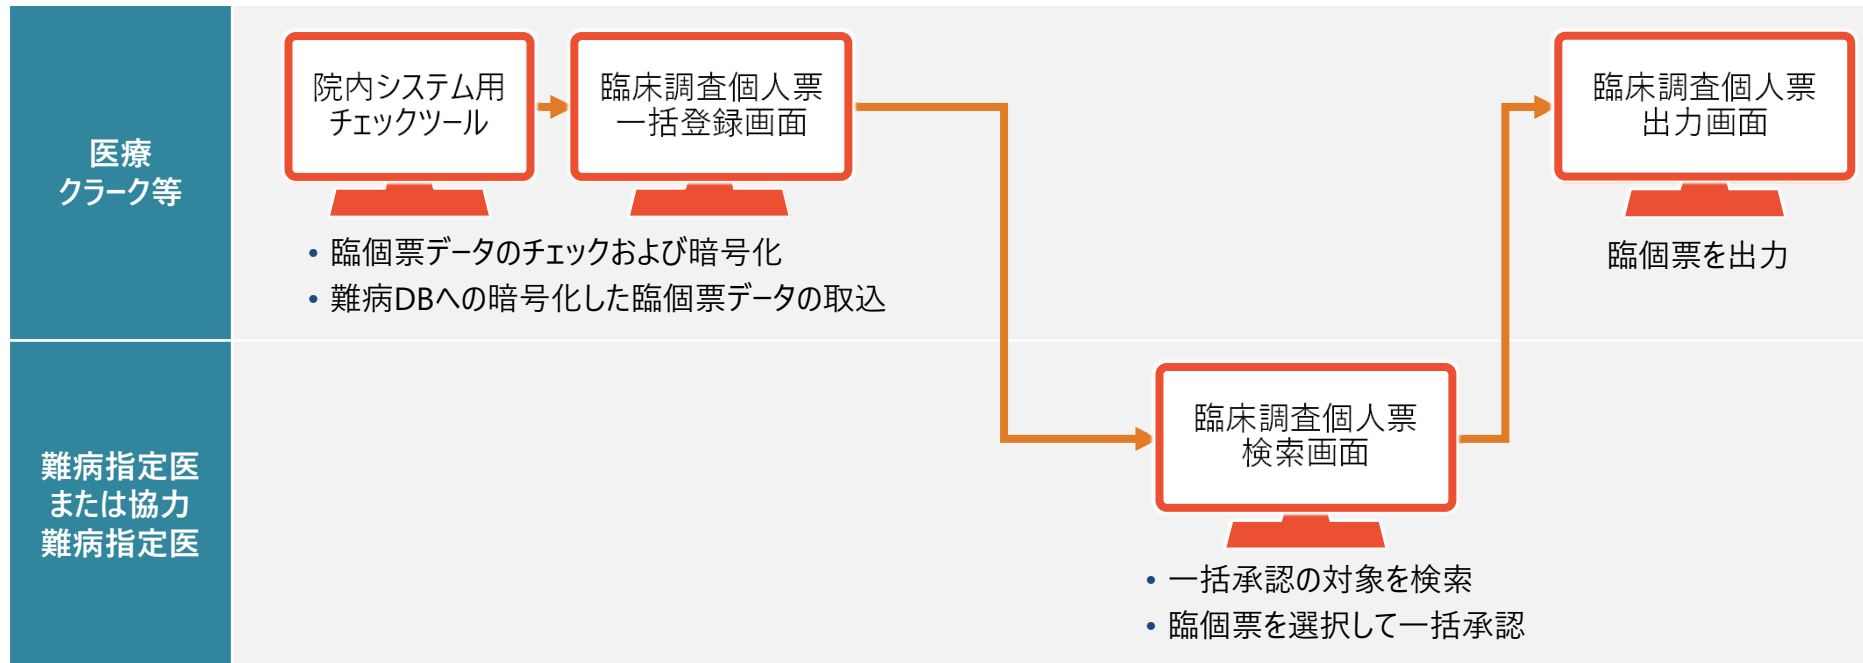 医療
クラーク等
院内システム用
チェックツール
臨床調査個人票
一括登録画面
臨床調査個人票
出力画面
• 臨個票データのチェックおよび暗号化
• 難病DBへの暗号化した臨個票データの取込
臨個票を出力
難病指定医
または協力
難病指定医
臨床調査個人票
検索画面
• 一括承認の対象を検索
• 臨個票を選択して一括承認